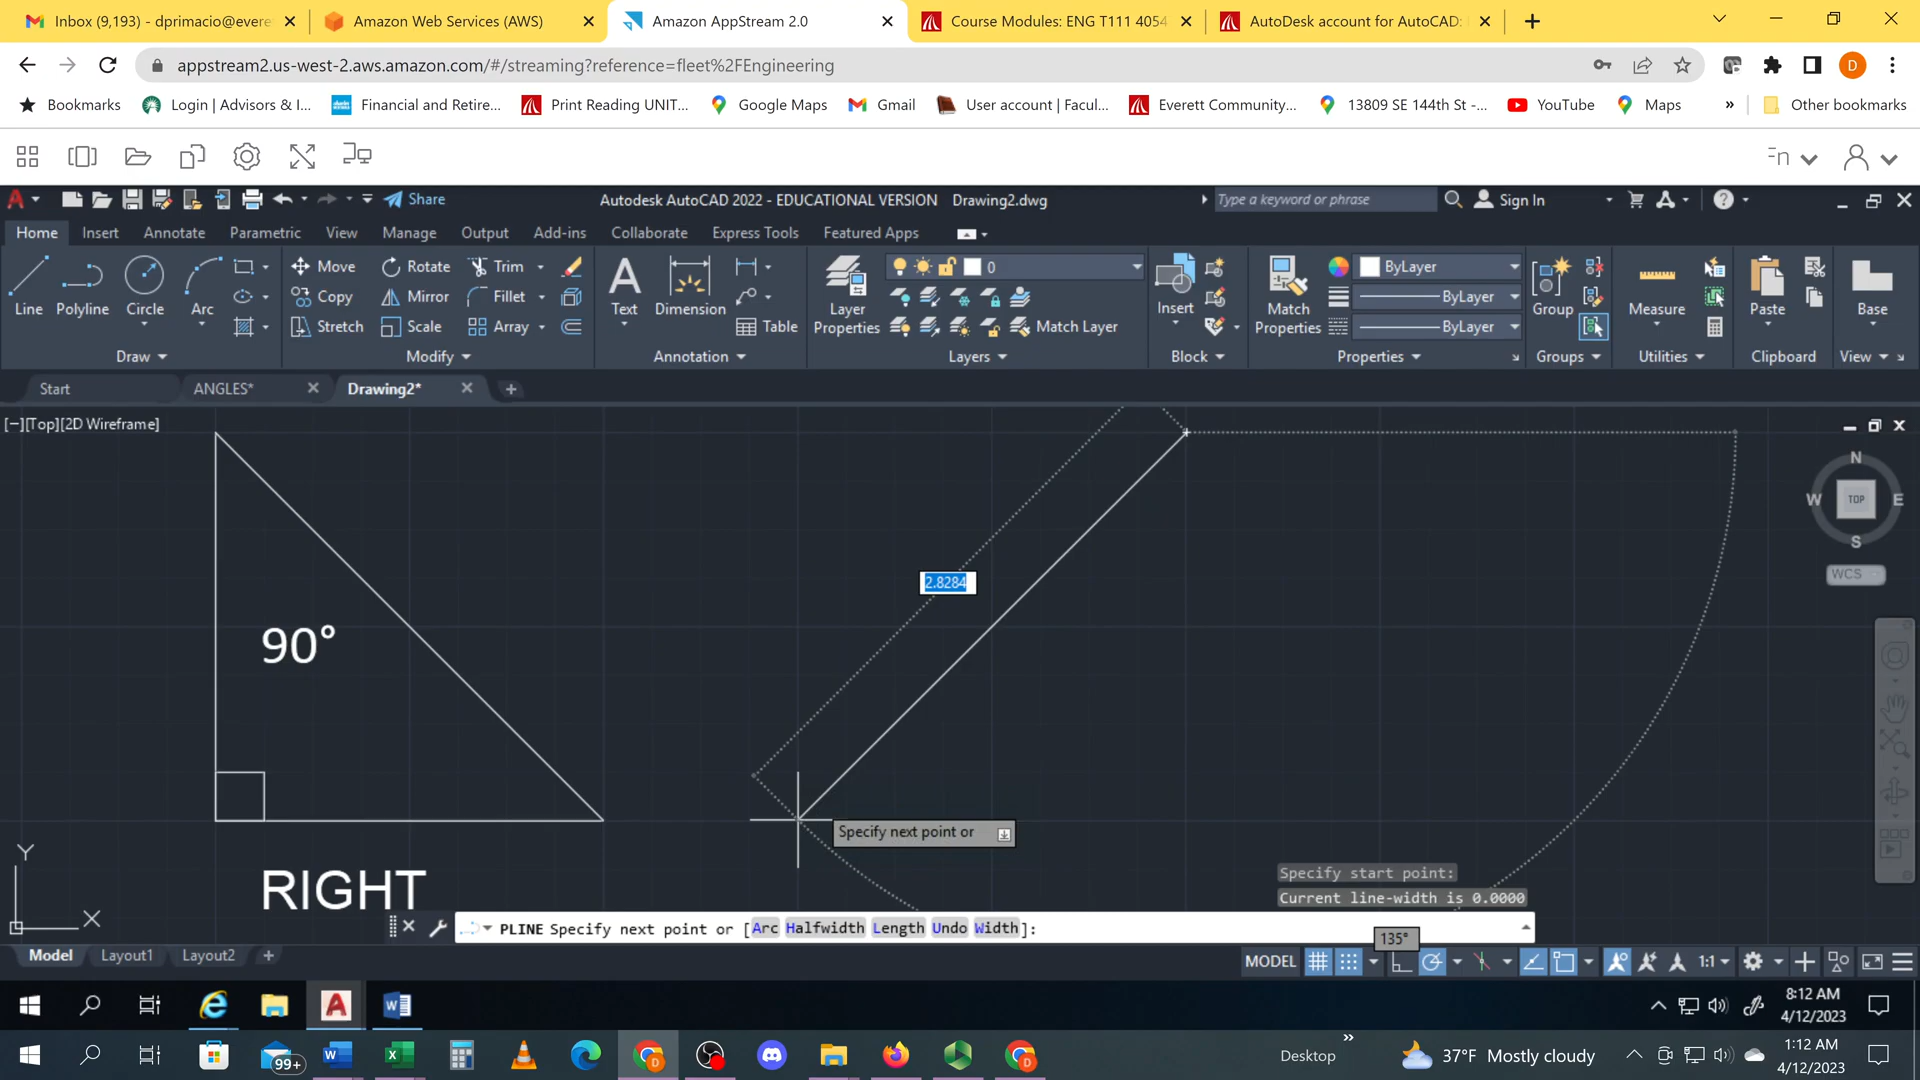 Inbox (9,193) - dprimacio@evere
Amazon Web Services (AWS)
Amazon AppStream 2.0
Course Modules: ENG T111 4054
AutoDesk account for AutoCAD:
appstream2.us-west-2.aws.amazon.com/#/streaming?reference=fleet%2FEngineering
D
Bookmarks
Login | Advisors & I...
Financial and Retire...
Print Reading UNIT...
Google Maps
Gmail
User account | Facul...
Everett Community...
13809 SE 144th St -...
YouTube
Maps
»
Other bookmarks
Share
Autodesk AutoCAD 2022 - EDUCATIONAL VERSION Drawing2.dwg
Type a keyword or phrase
Sign In
Home
Insert
Annotate
Parametric
View
Manage
Output
Add-ins
Collaborate
Express Tools
Featured Apps
Move
Rotate
Trim
0
ByLayer
Copy
Mirror
Fillet
ByLayer
Line
Polyline
Circle
Arc
Text
Dimension
Layer
Properties
Insert
Match
Properties
Group
Measure
Paste
Base
Stretch
Scale
Array
Table
Match Layer
ByLayer
Draw
Modify
Annotation
Layers
Block
Properties
Groups
Utilities
Clipboard
View
Start
ANGLES*
Drawing2*
[−][Top][2D Wireframe]
N
W
TOP
E
S
WCS
2.8284
90°
Specify next point or
RIGHT
Y
X
Specify start point:
Current line-width is 0.0000
PLINE Specify next point or [Arc Halfwidth Length Undo Width]:
135°
Model
Layout1
Layout2
MODEL
1:1
8:12 AM
4/12/2023
99+
Desktop
»
37°F Mostly cloudy
1:12 AM
4/12/2023